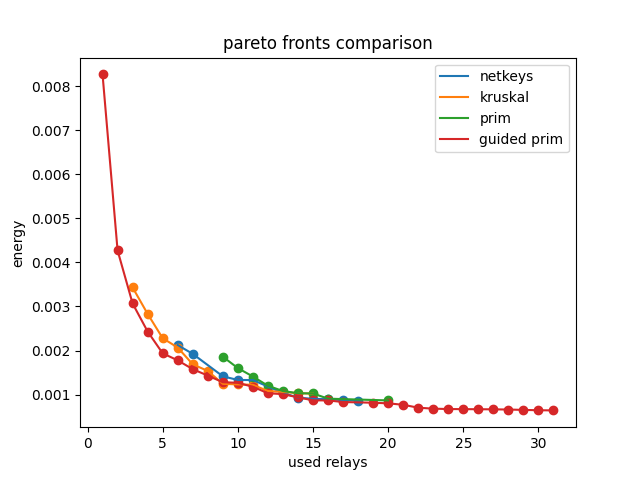 pareto fronts comparison
netkeys
kruskal
prim
guided prim
energy
0.008
0.007
0.006
0.005
0.004
0.003
0.002
0.001
0
5
10
15
20
25
30
used relays